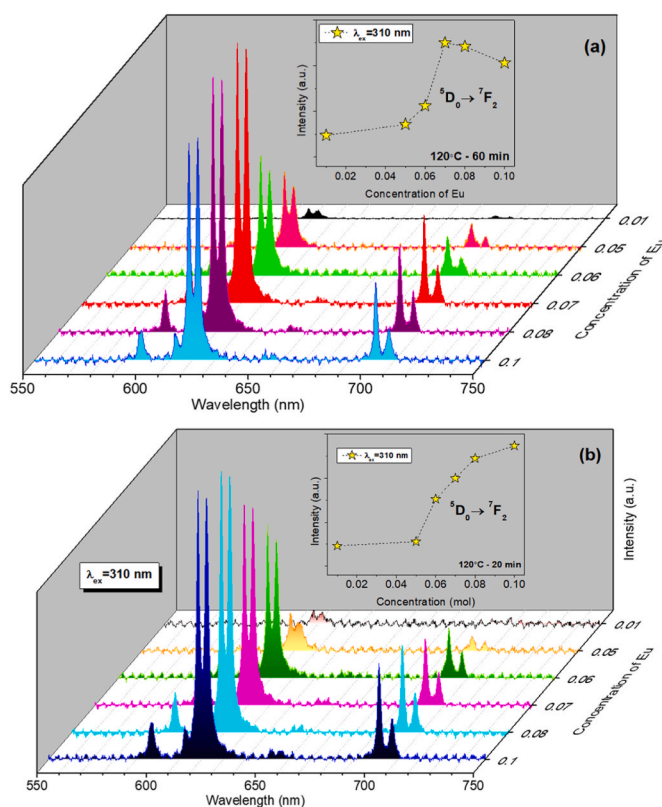 (a)
λex=310 nm
Intensity (a.u.)
⁵D₀→ ⁷F₂
120°C - 60 min
0.02 0.04 0.06 0.08 0.10
Concentration of Eu
0.01
0.05
0.06
0.07
0.08
0.1
Concentration of Eu
550 600 650 700 750
Wavelength (nm)
(b)
λex=310 nm
Intensity (a.u.)
⁵D₀→ ⁷F₂
120°C - 20 min
0.02 0.04 0.06 0.08 0.10
Concentration (mol)
Intensity (a.u.)
λex=310 nm
0.01
0.05
0.06
0.07
0.08
0.1
Concentration of Eu
550 600 650 700 750
Wavelength (nm)